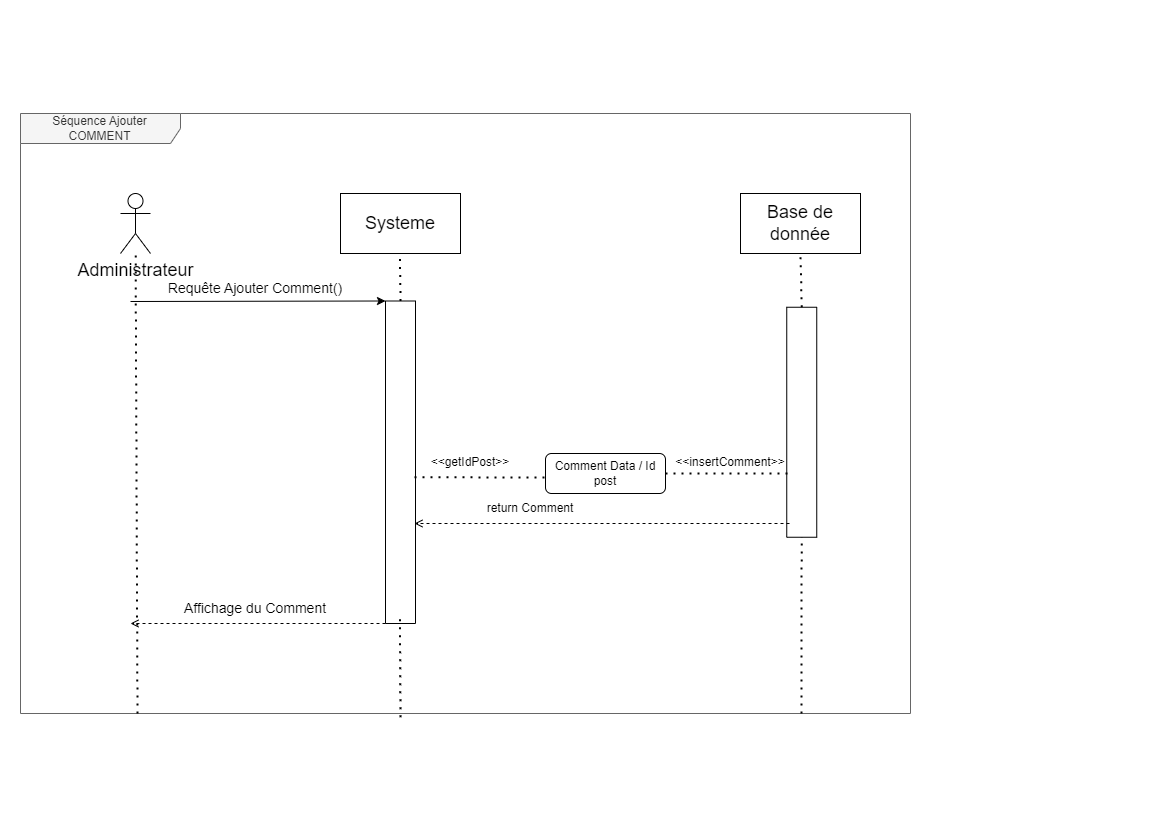 Séquence Ajouter
COMMENT
Systeme
Base de
donnée
Administrateur
Requête Ajouter Comment()
<<getIdPost>>
Comment Data / Id
post
<<insertComment>>
return Comment
Affichage du Comment